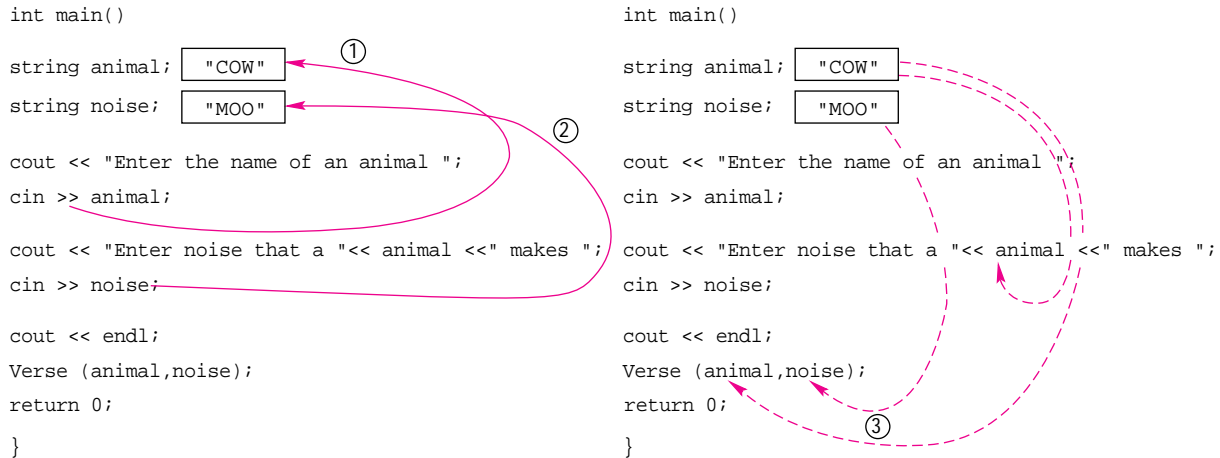 int main()
string animal; "COW"
①
string noise; "MOO"
②
cout << "Enter the name of an animal ";
cin >> animal;
cout << "Enter noise that a "<< animal <<" makes ";
cin >> noise;
cout << endl;
Verse (animal,noise);
return 0;
}
int main()
string animal; "COW"
string noise; "MOO"
cout << "Enter the name of an animal ";
cin >> animal;
cout << "Enter noise that a "<< animal <<" makes ";
cin >> noise;
cout << endl;
Verse (animal,noise);
return 0;
③
}